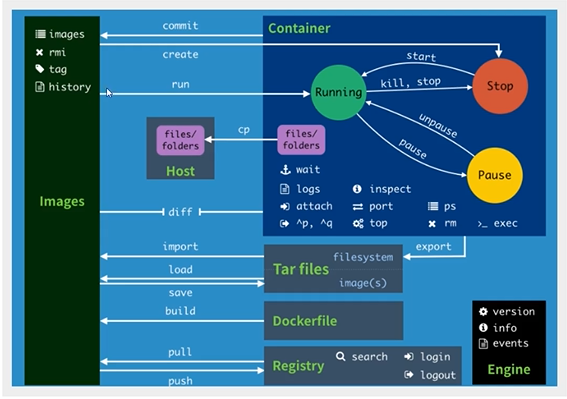 images
rmi
tag
history
Images
commit
create
run
Container
start
Running
kill, stop
Stop
unpause
pause
Pause
files/
folders
cp
files/
folders
Host
wait
logs
inspect
attach
port
ps
^p, ^q
top
rm
>_ exec
diff
import
export
filesystem
load
Tar files
image(s)
save
build
Dockerfile
version
info
events
Engine
pull
search
login
Registry
logout
push